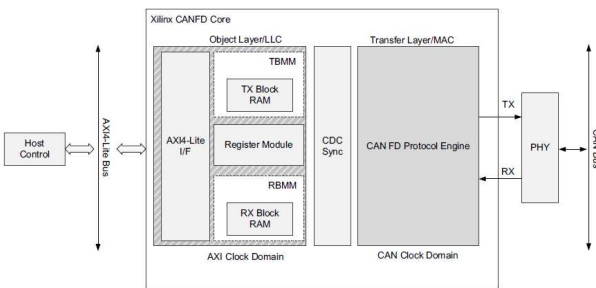 Xilinx CANFD Core
Object Layer/LLC
Transfer Layer/MAC
TBMM
TX Block
RAM
AXI4-Lite
I/F
Register Module
RBMM
RX Block
RAM
AXI Clock Domain
CDC
Sync
CAN FD Protocol Engine
CAN Clock Domain
Host
Control
AXI4-Lite Bus
TX
RX
PHY
CAN Bus